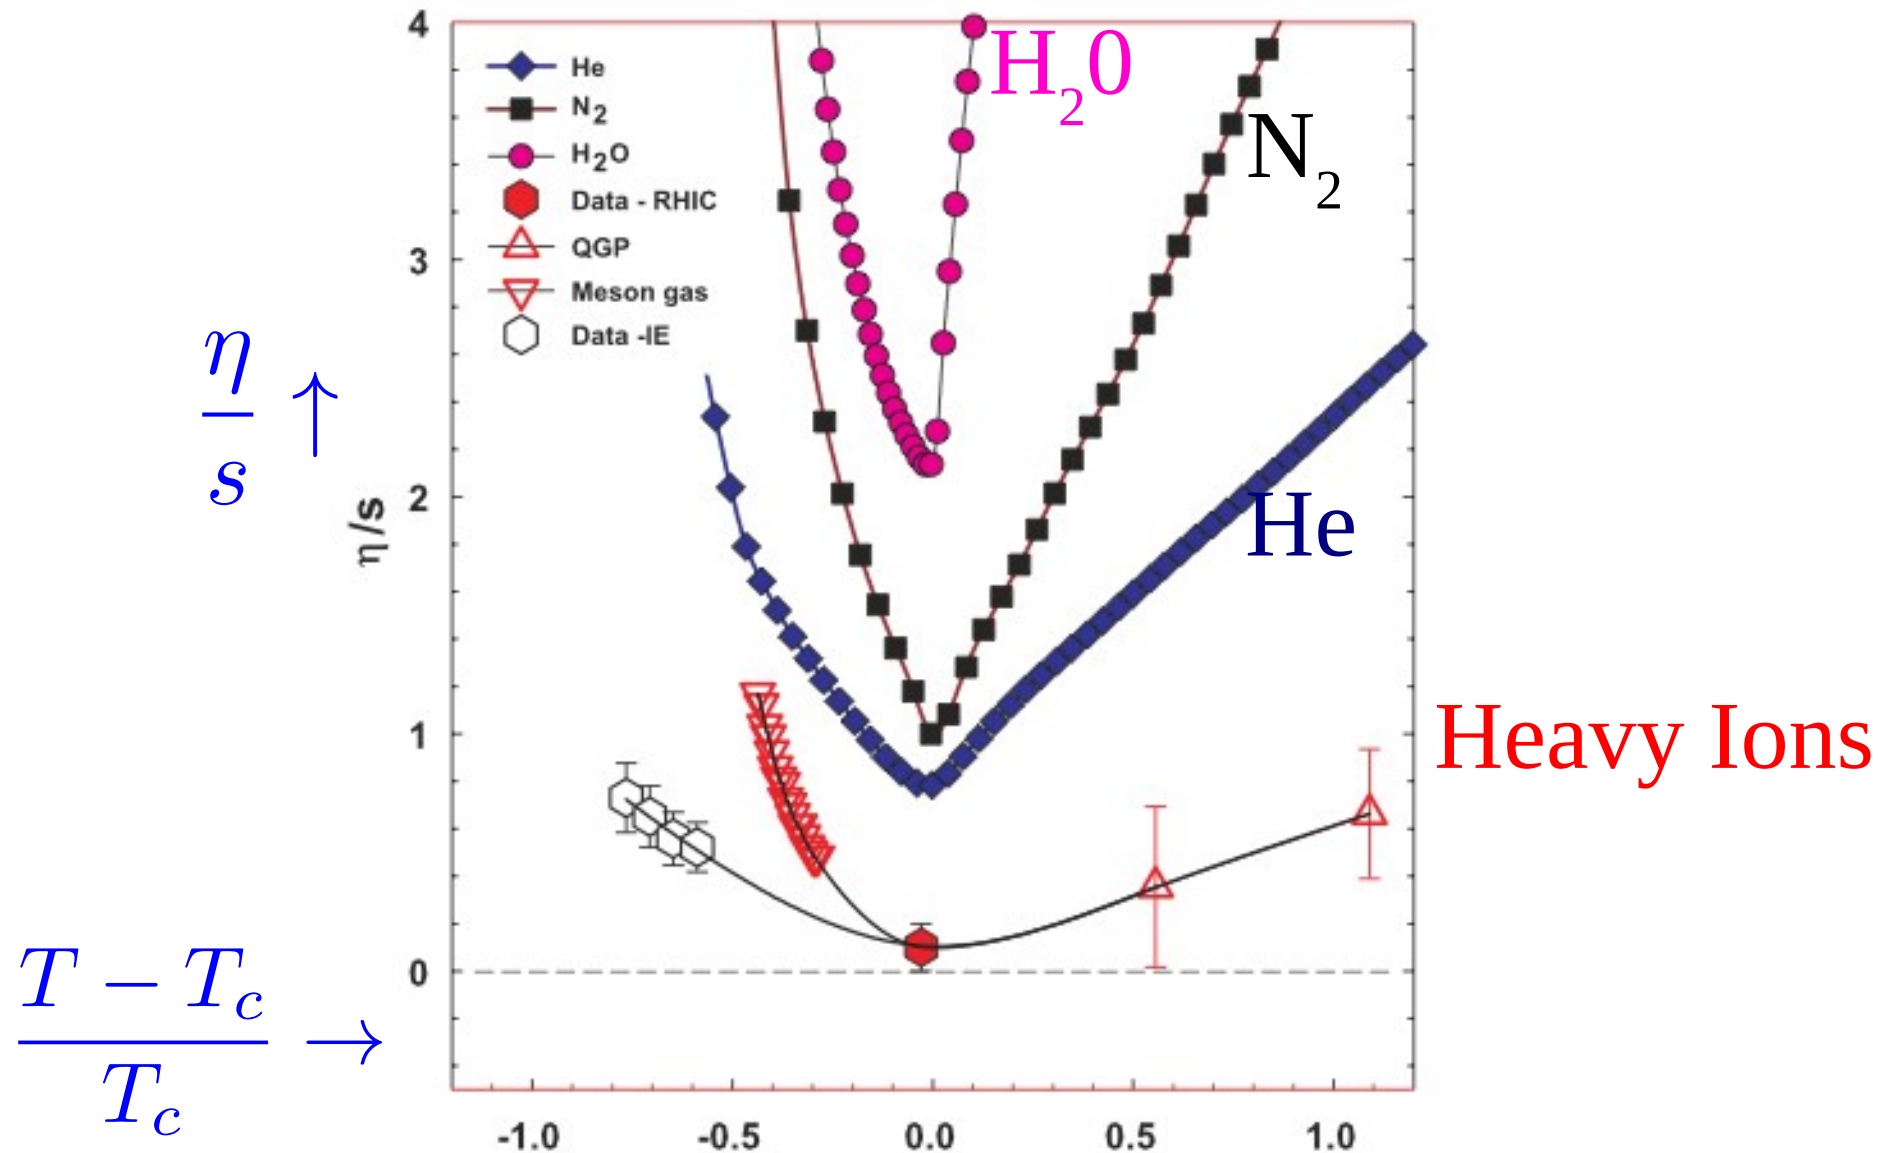 4
3
2
1
0
-1.0 -0.5 0.0 0.5 1.0
He
N2
H2O
Data - RHIC
QGP
Meson gas
Data -IE
η/s
H20
N2
He
Heavy Ions
η/s ↑
T − Tc / Tc →